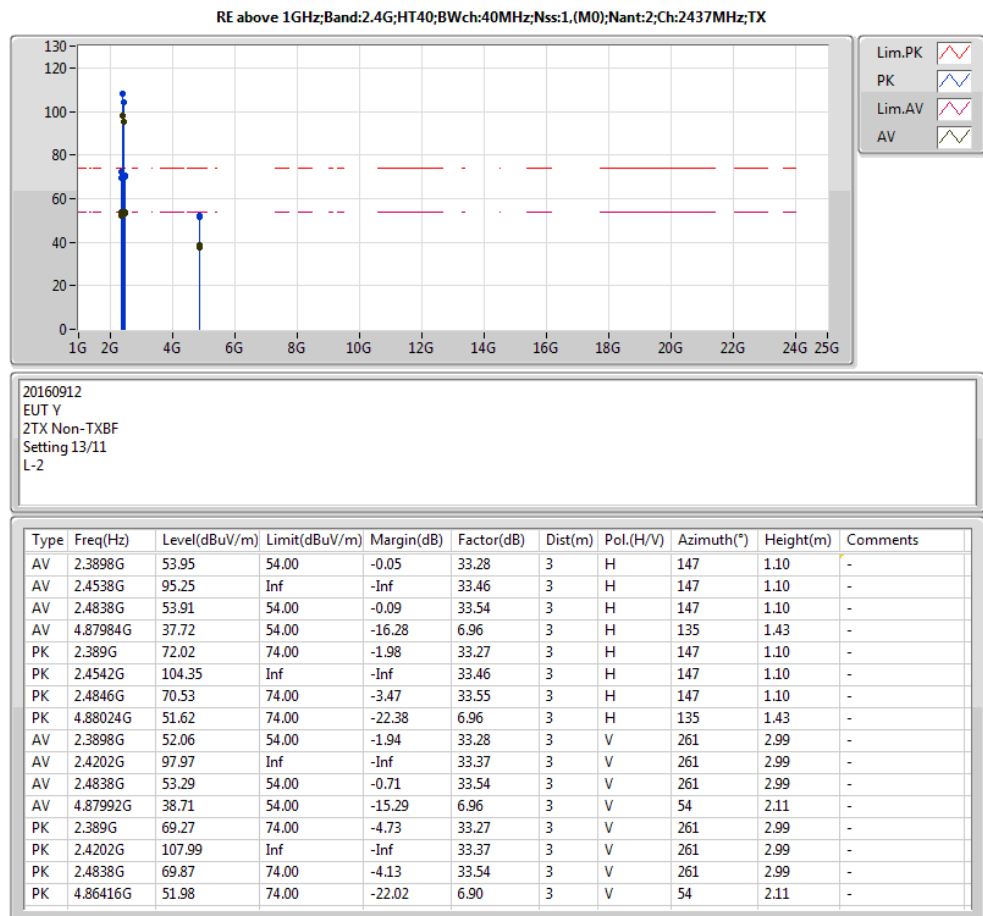 RE above 1GHz;Band:2.4G;HT40;BWch:40MHz;Nss:1,(M0);Nant:2;Ch:2437MHz;TX
130
120
100
80
60
40
20
0
1G 2G 4G 6G 8G 10G 12G 14G 16G 18G 20G 22G 24G 25G
Lim.PK
PK
Lim.AV
AV
20160912
EUT Y
2TX Non-TXBF
Setting 13/11
L-2
Type Freq(Hz) Level(dBuV/m) Limit(dBuV/m) Margin(dB) Factor(dB) Dist(m) Pol.(H/V) Azimuth(°) Height(m) Comments
AV 2.3898G 53.95 54.00 -0.05 33.28 3 H 147 1.10 -
AV 2.4538G 95.25 Inf -Inf 33.46 3 H 147 1.10 -
AV 2.4838G 53.91 54.00 -0.09 33.54 3 H 147 1.10 -
AV 4.87984G 37.72 54.00 -16.28 6.96 3 H 135 1.43 -
PK 2.389G 72.02 74.00 -1.98 33.27 3 H 147 1.10 -
PK 2.4542G 104.35 Inf -Inf 33.46 3 H 147 1.10 -
PK 2.4846G 70.53 74.00 -3.47 33.55 3 H 147 1.10 -
PK 4.88024G 51.62 74.00 -22.38 6.96 3 H 135 1.43 -
AV 2.3898G 52.06 54.00 -1.94 33.28 3 V 261 2.99 -
AV 2.4202G 97.97 Inf -Inf 33.37 3 V 261 2.99 -
AV 2.4838G 53.29 54.00 -0.71 33.54 3 V 261 2.99 -
AV 4.87992G 38.71 54.00 -15.29 6.96 3 V 54 2.11 -
PK 2.389G 69.27 74.00 -4.73 33.27 3 V 261 2.99 -
PK 2.4202G 107.99 Inf -Inf 33.37 3 V 261 2.99 -
PK 2.4838G 69.87 74.00 -4.13 33.54 3 V 261 2.99 -
PK 4.86416G 51.98 74.00 -22.02 6.90 3 V 54 2.11 -